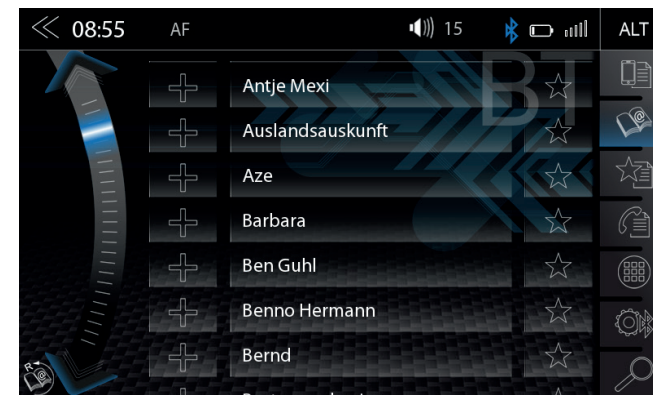 08:55 AF 15 ALT
BT
Antje Mexi
Auslandsauskunft
Aze
Barbara
Ben Guhl
Benno Hermann
Bernd
R